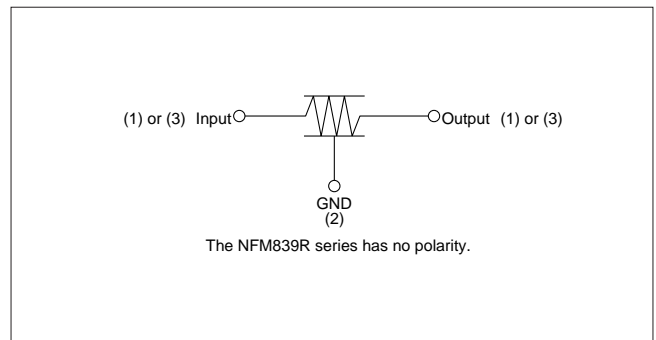 (1) or (3) Input Output (1) or (3)
GND
(2)
The NFM839R series has no polarity.